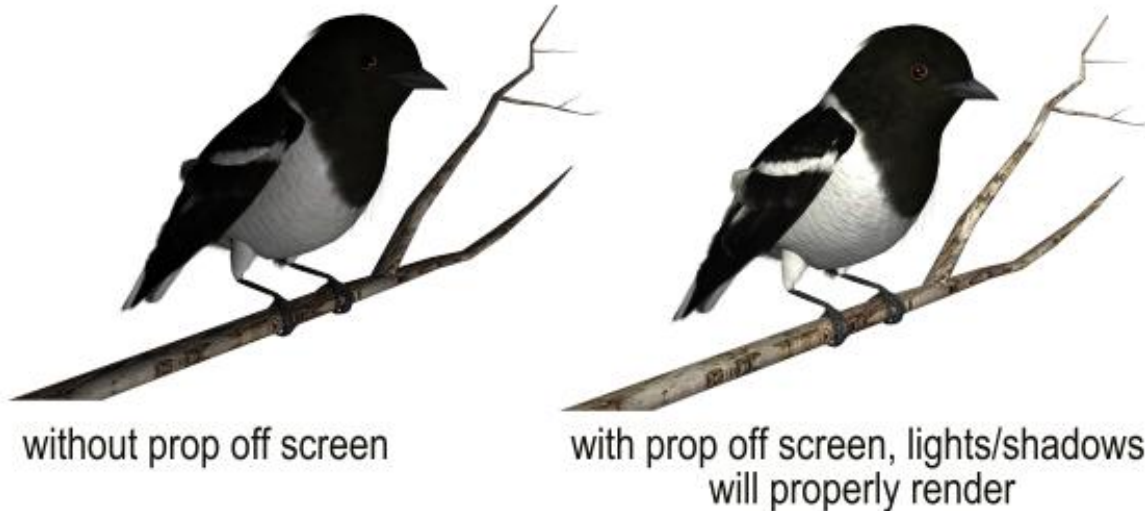 without prop off screen
with prop off screen, lights/shadows
will properly render